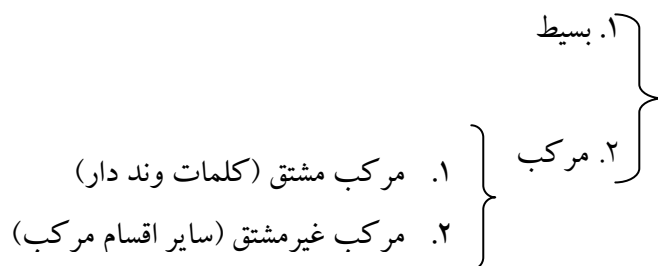 ۱. بسیط
۲. مرکب
۱. مرکب مشتق (کلمات وند دار)
۲. مرکب غیرمشتق (سایر اقسام مرکب)